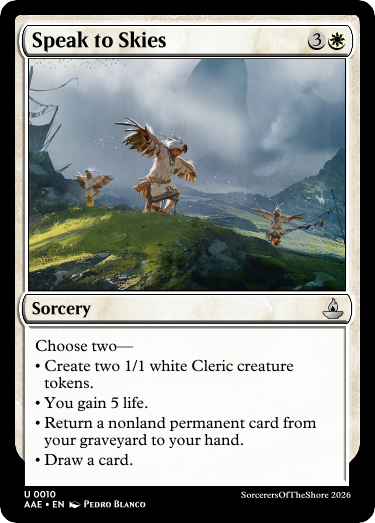 Speak to Skies 3
Sorcery
Choose two—
• Create two 1/1 white Cleric creature
tokens.
• You gain 5 life.
• Return a nonland permanent card from
your graveyard to your hand.
• Draw a card.
U 0010
AAE • EN Pedro Blanco
SorcerersOfTheShore 2026